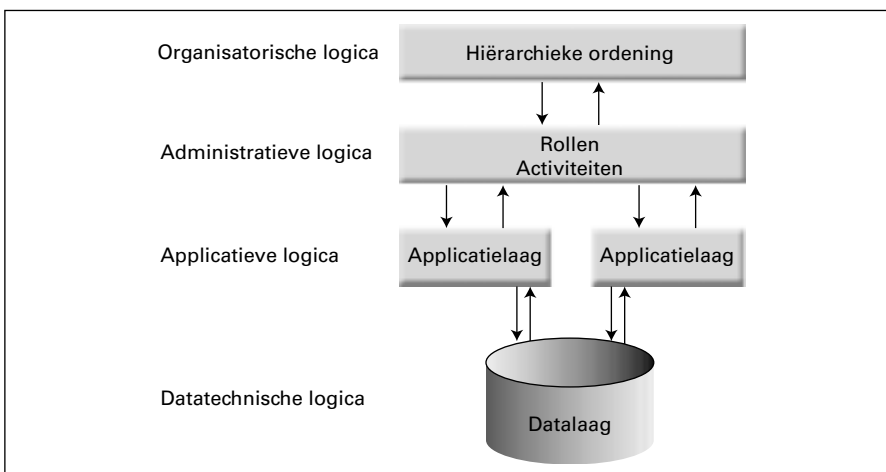 Organisatorische logica
Hiërarchieke ordening
Administratieve logica
Rollen
Activiteiten
Applicatieve logica
Applicatielaag
Applicatielaag
Datatechnische logica
Datalaag